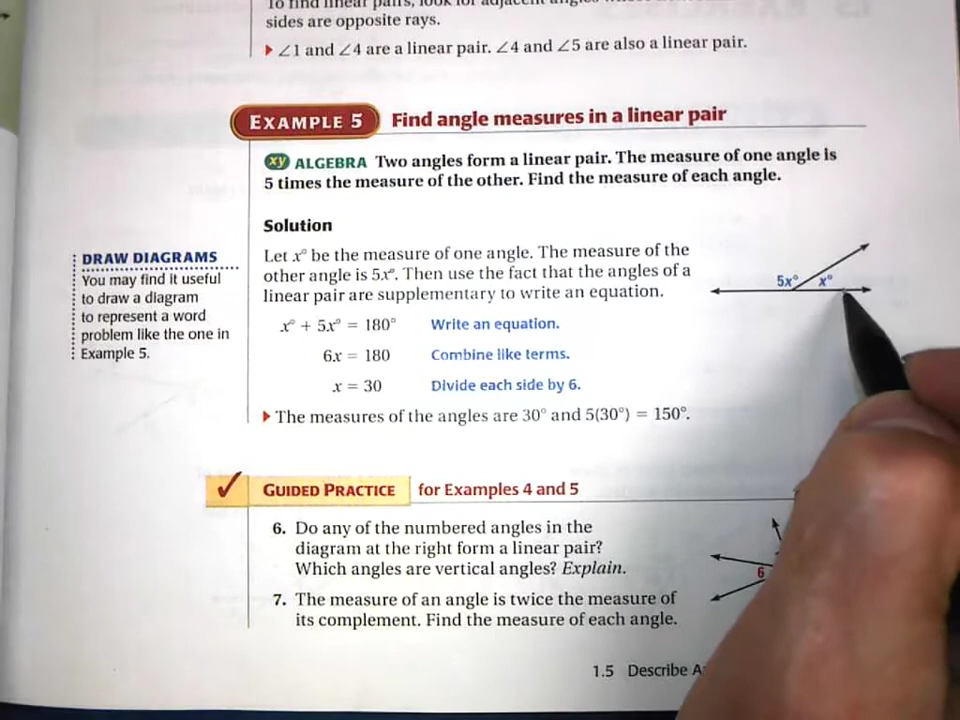 To find linear pairs, look for adjacent angles
sides are opposite rays.
∠1 and ∠4 are a linear pair. ∠4 and ∠5 are also a linear pair.
EXAMPLE 5 Find angle measures in a linear pair
xy ALGEBRA Two angles form a linear pair. The measure of one angle is
5 times the measure of the other. Find the measure of each angle.
Solution
Let x° be the measure of one angle. The measure of the
other angle is 5x°. Then use the fact that the angles of a
linear pair are supplementary to write an equation.
x° + 5x° = 180° Write an equation.
6x = 180 Combine like terms.
x = 30 Divide each side by 6.
The measures of the angles are 30° and 5(30°) = 150°.
5x° x°
DRAW DIAGRAMS
You may find it useful
to draw a diagram
to represent a word
problem like the one in
Example 5.
GUIDED PRACTICE for Examples 4 and 5
6. Do any of the numbered angles in the
diagram at the right form a linear pair?
Which angles are vertical angles? Explain.
6
7. The measure of an angle is twice the measure of
its complement. Find the measure of each angle.
1.5 Describe